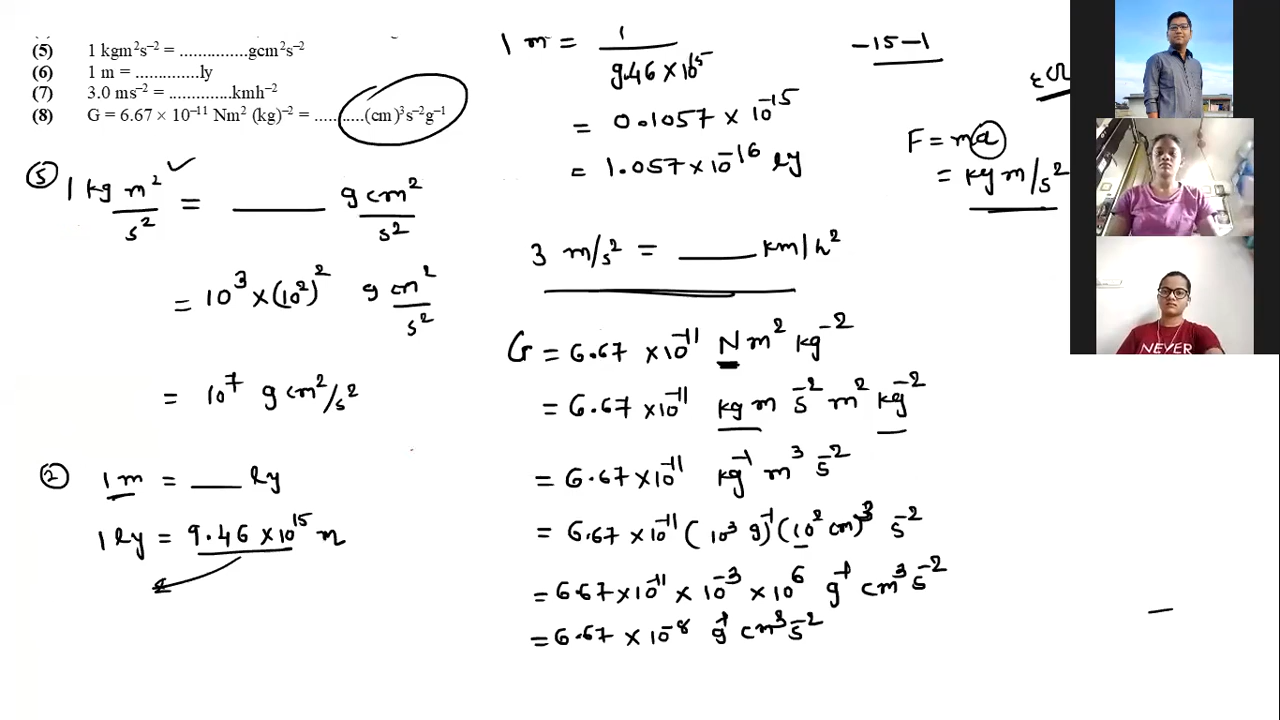 (5) 1 kgm²s⁻² = ...............gcm²s⁻²
(6) 1 m = ..............ly
(7) 3.0 ms⁻² = .............kmh⁻²
(8) G = 6.67 × 10⁻¹¹ Nm² (kg)⁻² = ...........(cm)³s⁻²g⁻¹
⑤ 1 kg m²/s² = ____ g cm²/s²
= 10³ × (10²)² g cm²/s²
= 10⁷ g cm²/s²
② 1 m = ___ ly
1 ly = 9.46 × 10¹⁵ m
1 m = 1/(9.46 × 10¹⁵)
= 0.1057 × 10⁻¹⁵
= 1.057 × 10⁻¹⁶ ly
3 m/s² = ____ km/h²
G = 6.67 × 10⁻¹¹ N m² kg⁻²
= 6.67 × 10⁻¹¹ kg m s⁻² m² kg⁻²
= 6.67 × 10⁻¹¹ kg⁻¹ m³ s⁻²
= 6.67 × 10⁻¹¹ (10³ g)⁻¹ (10² cm)³ s⁻²
= 6.67 × 10⁻¹¹ × 10⁻³ × 10⁶ g⁻¹ cm³ s⁻²
= 6.67 × 10⁻⁸ g⁻¹ cm³ s⁻²
-15-1
F = ma
= kg m/s²
NEVER